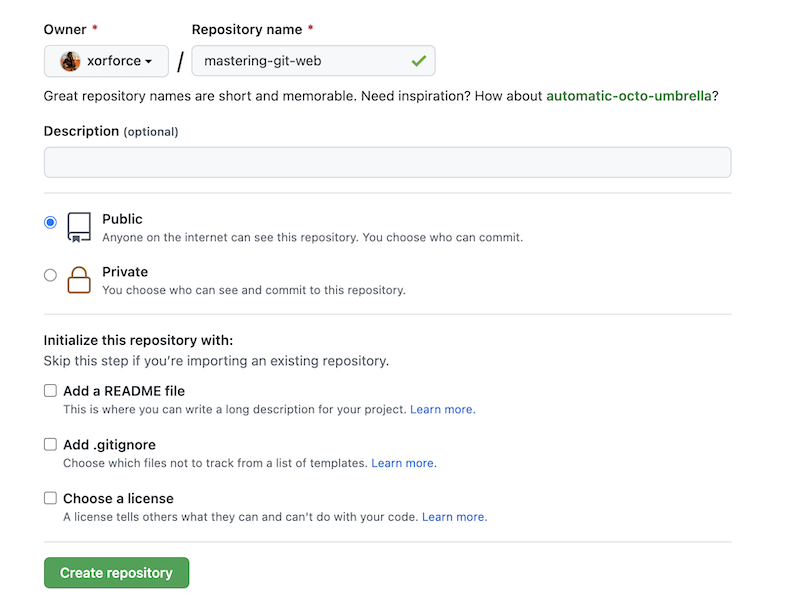 Owner * Repository name *
xorforce / mastering-git-web
Great repository names are short and memorable. Need inspiration? How about automatic-octo-umbrella?
Description (optional)
Public
Anyone on the internet can see this repository. You choose who can commit.
Private
You choose who can see and commit to this repository.
Initialize this repository with:
Skip this step if you’re importing an existing repository.
Add a README file
This is where you can write a long description for your project. Learn more.
Add .gitignore
Choose which files not to track from a list of templates. Learn more.
Choose a license
A license tells others what they can and can't do with your code. Learn more.
Create repository